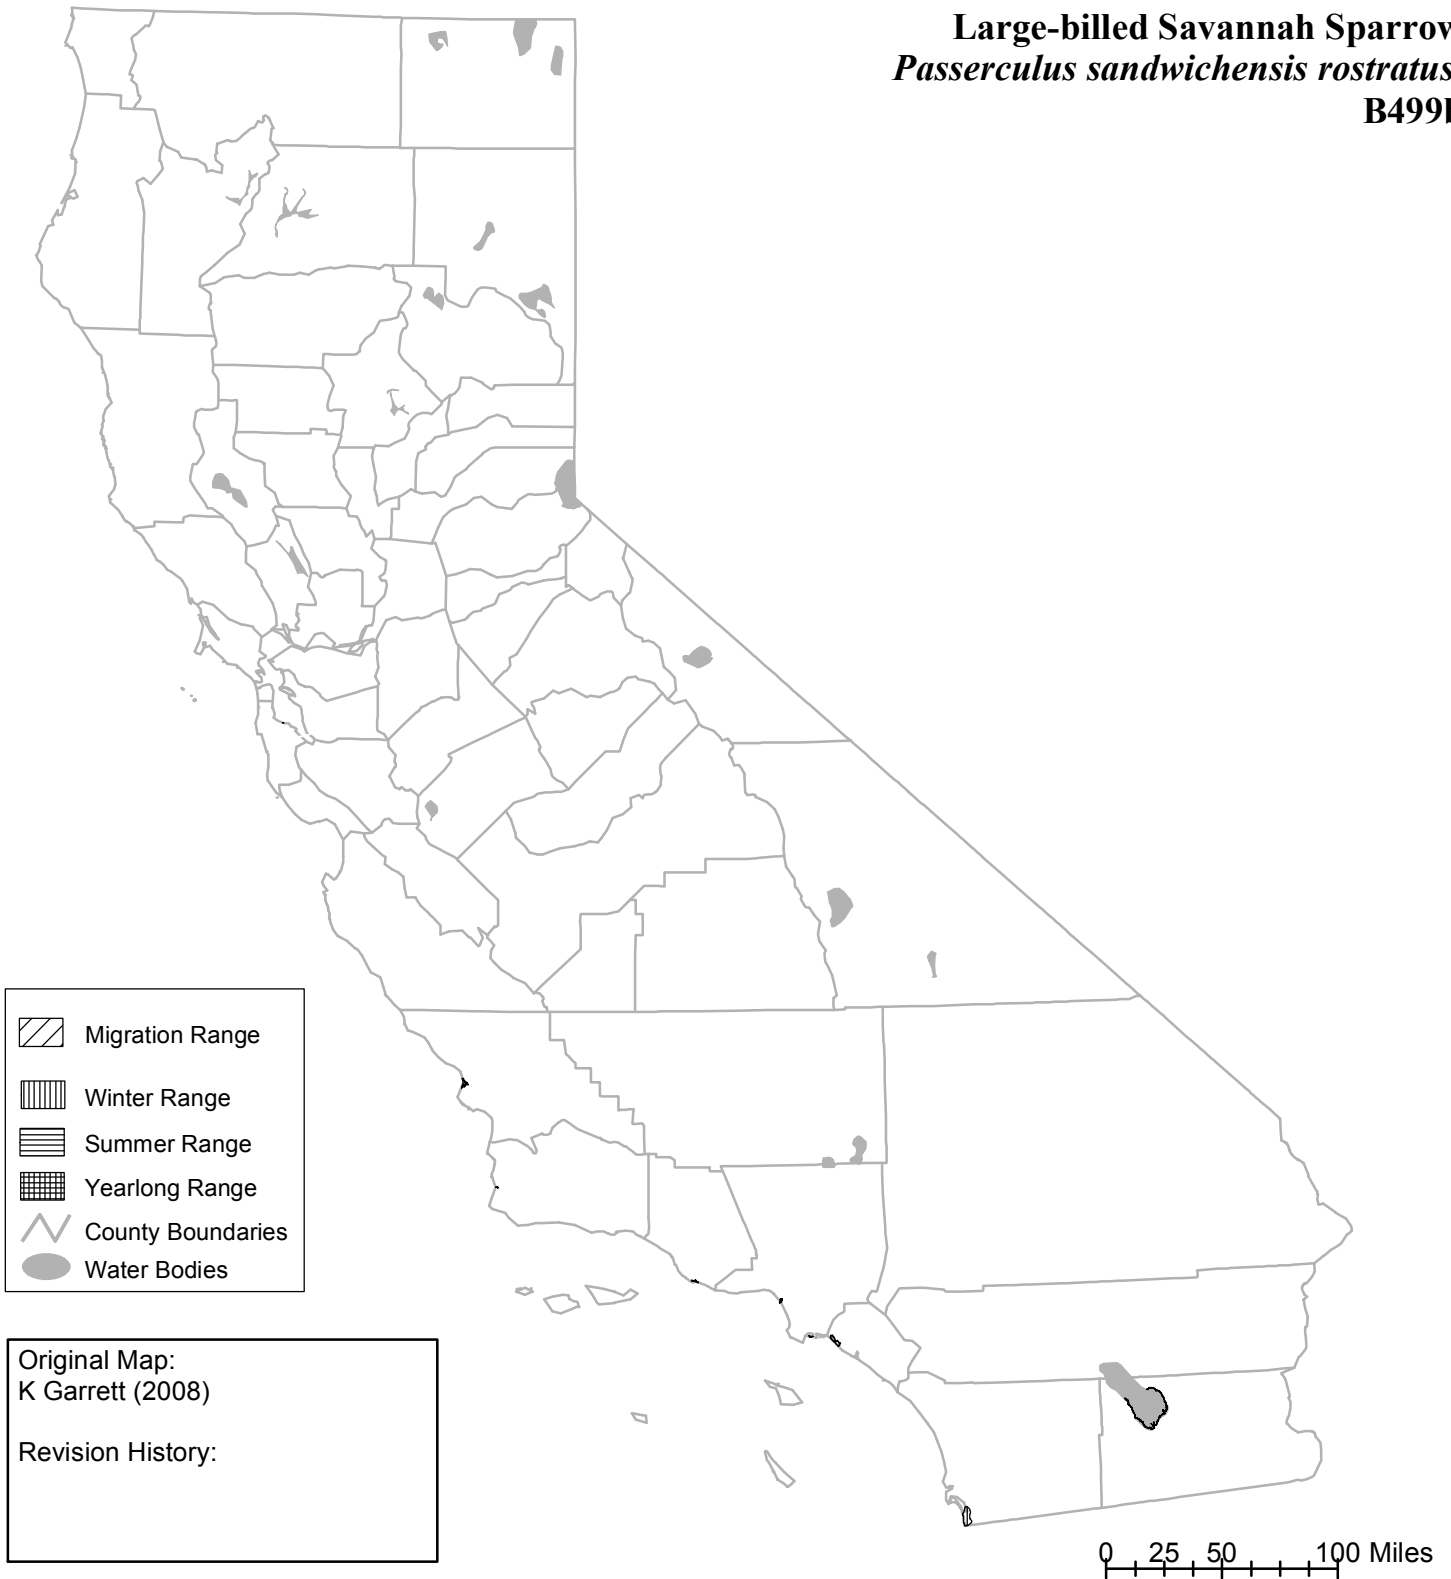 Large-billed Savannah Sparrow
Passerculus sandwichensis rostratus
B499
Migration Range
Winter Range
Summer Range
Yearlong Range
County Boundaries
Water Bodies
Original Map:
K Garrett (2008)
Revision History:
0 25 50 100 Miles